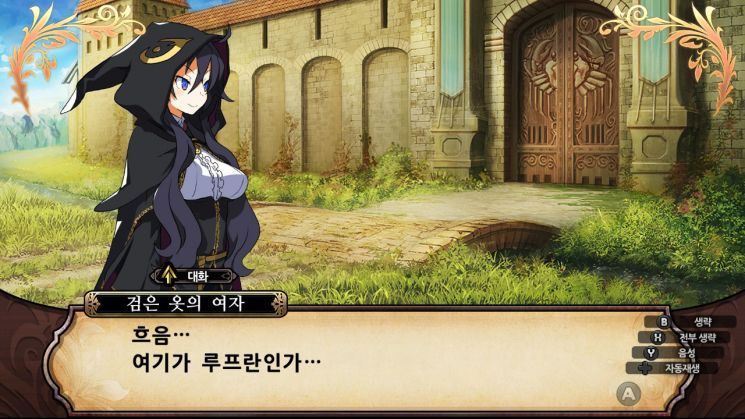 대화
검은 옷의 여자
흐음…
여기가 루프란인가…
B 생략
X 전부 생략
Y 음성
자동재생
A